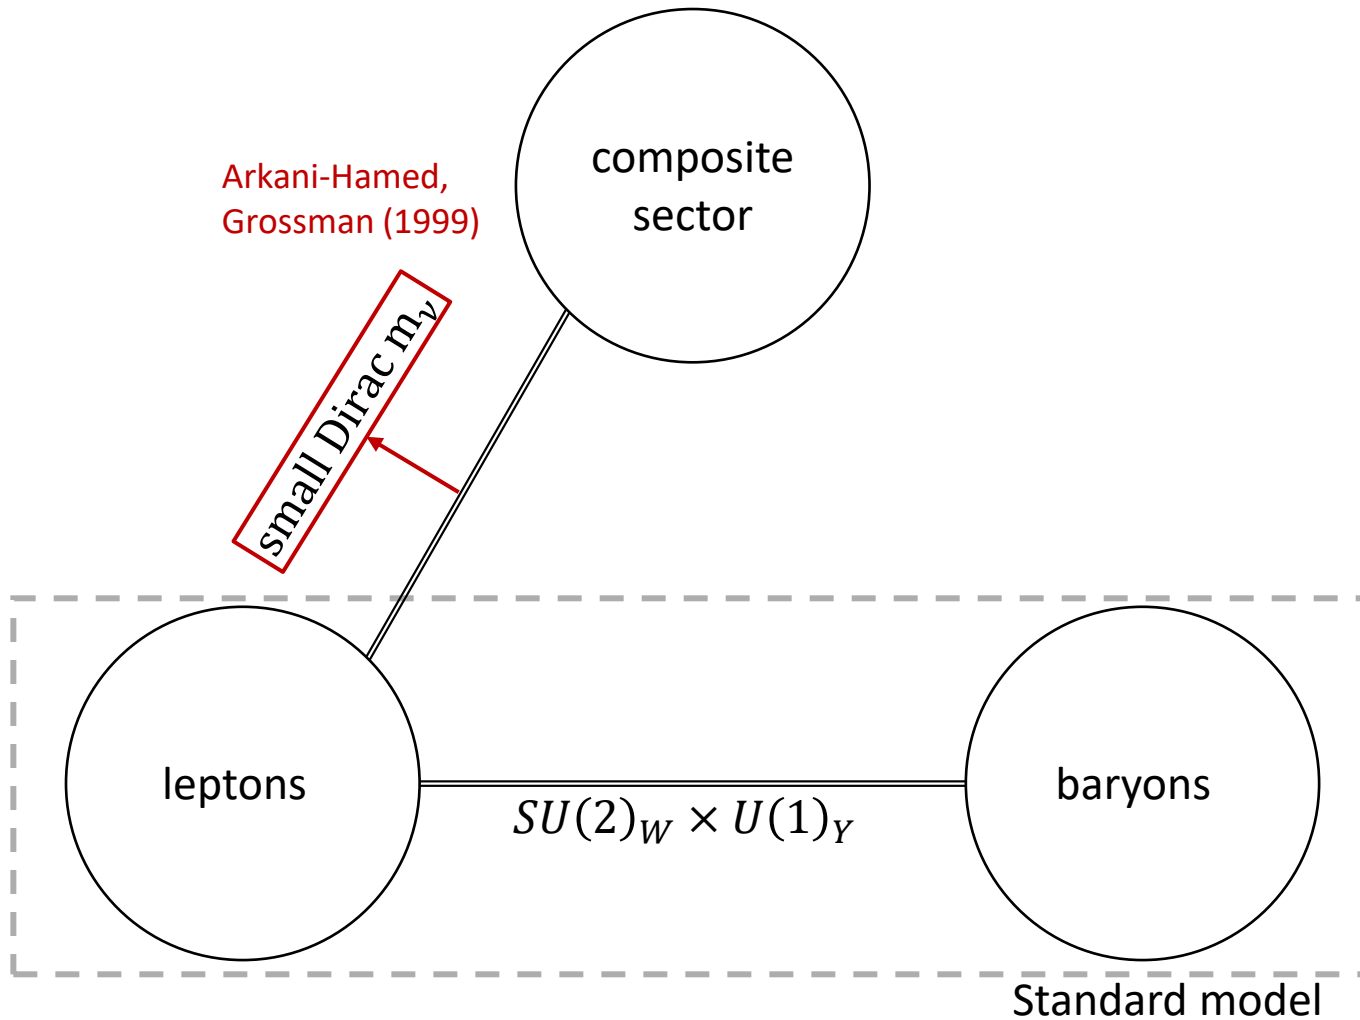 composite
sector
Arkani-Hamed,
Grossman (1999)
small Dirac m_ν
leptons
baryons
SU(2)_W × U(1)_Y
Standard model